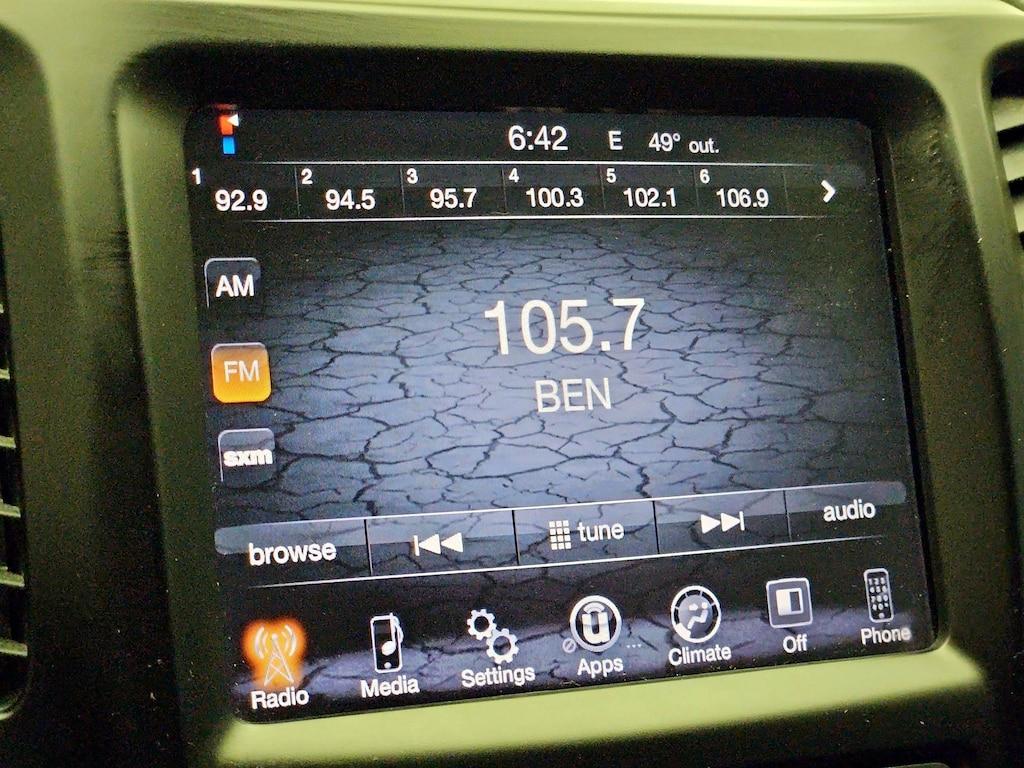 6:42 E 49° out.
1 2 3 4 5 6
92.9 94.5 95.7 100.3 102.1 106.9
AM
105.7
FM
BEN
sxm
browse tune audio
Radio Media Settings Apps Climate Off Phone